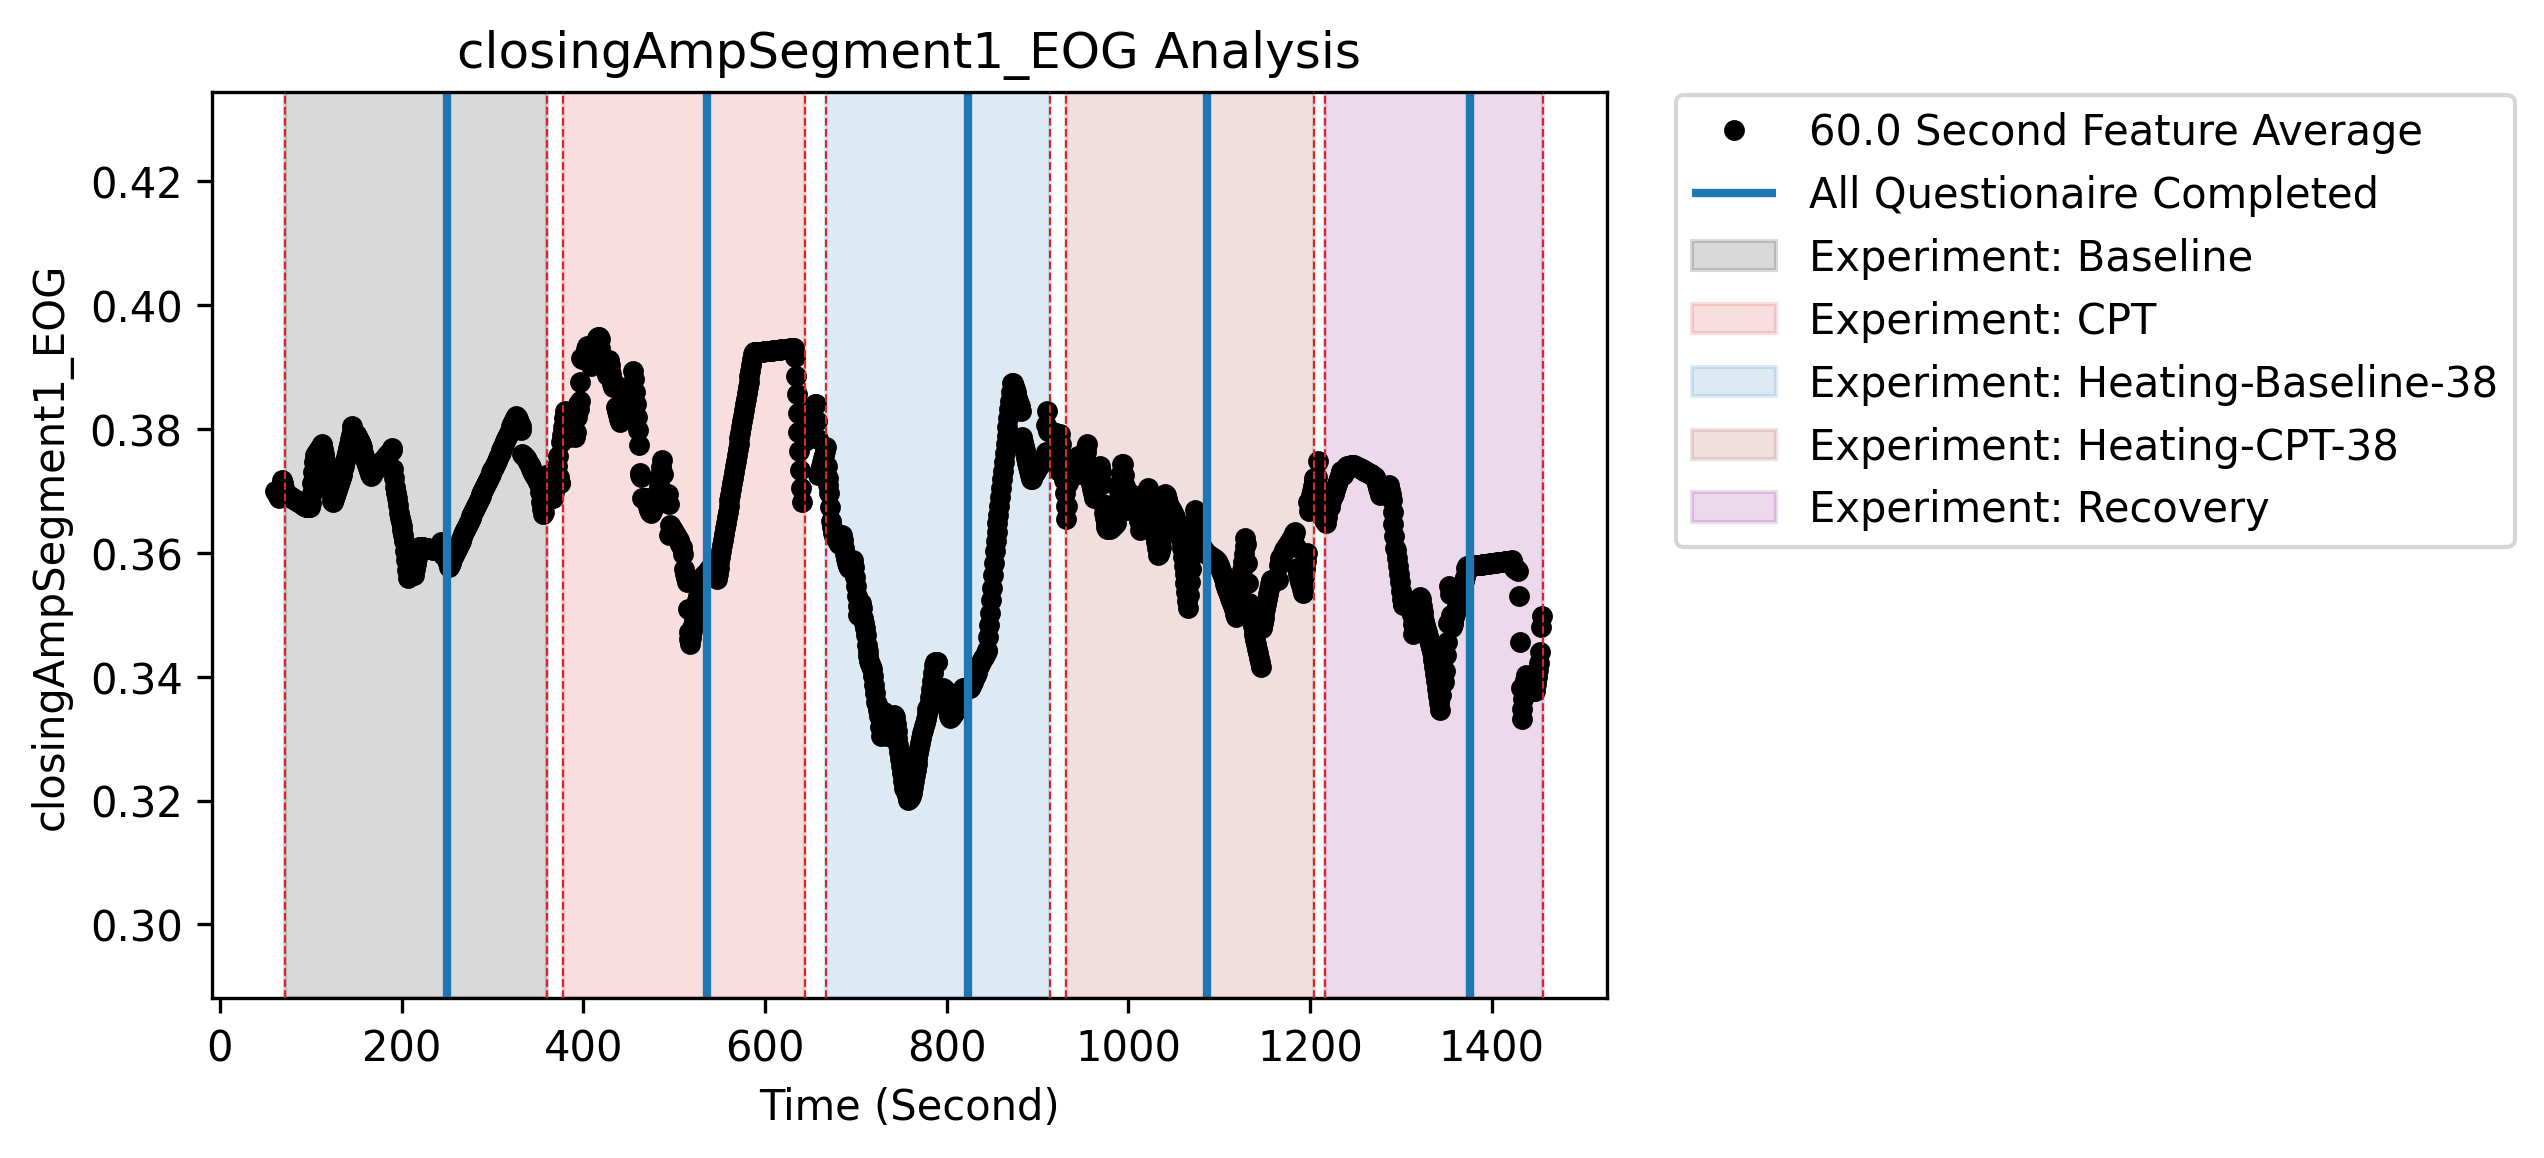 closingAmpSegment1_EOG Analysis
closingAmpSegment1_EOG
0.42
0.40
0.38
0.36
0.34
0.32
0.30
0
200
400
600
800
1000
1200
1400
Time (Second)
60.0 Second Feature Average
All Questionaire Completed
Experiment: Baseline
Experiment: CPT
Experiment: Heating-Baseline-38
Experiment: Heating-CPT-38
Experiment: Recovery